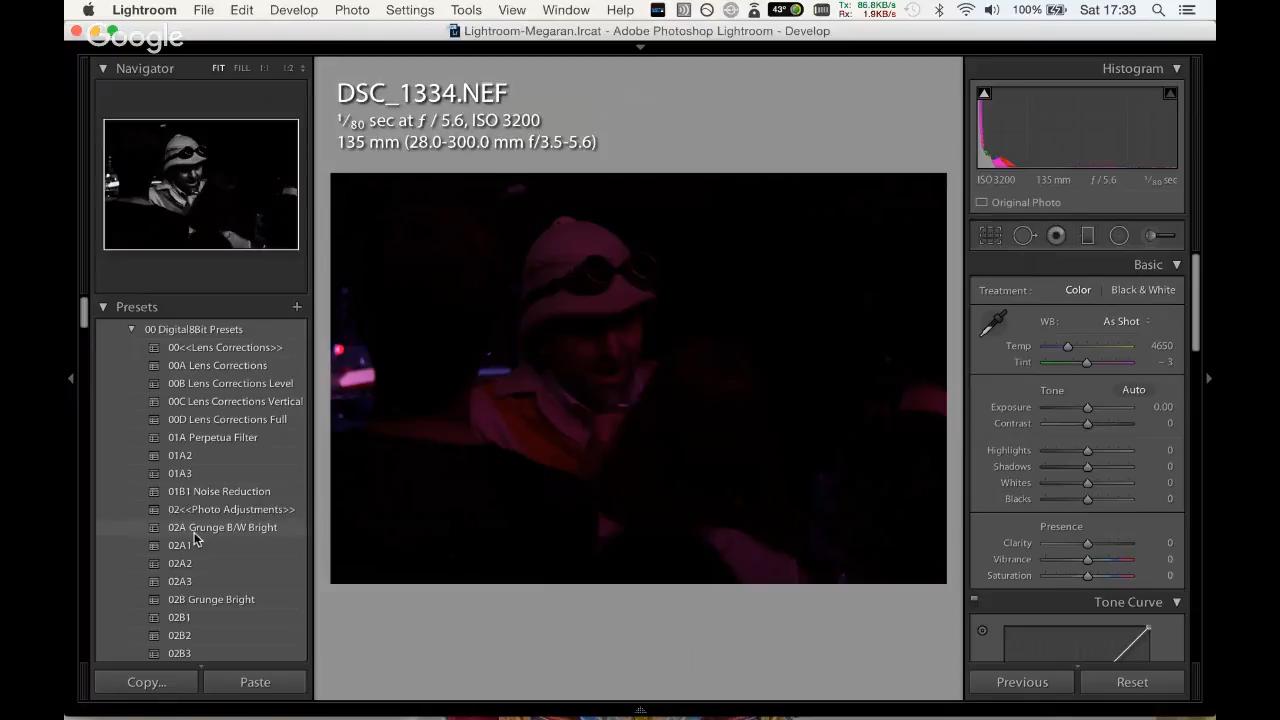 Lightroom File Edit Develop Photo Settings Tools View Window Help 43° Tx: 86.8KB/s Rx: 1.9KB/s 100% Sat 17:33
Google
Lightroom-Megaran.lrcat - Adobe Photoshop Lightroom - Develop
Navigator FIT FILL 1:1 1:2
Presets +
00 Digital8Bit Presets
00<<Lens Corrections>>
00A Lens Corrections
00B Lens Corrections Level
00C Lens Corrections Vertical
00D Lens Corrections Full
01A Perpetua Filter
01A2
01A3
01B1 Noise Reduction
02<<Photo Adjustments>>
02A Grunge B/W Bright
02A1
02A2
02A3
02B Grunge Bright
02B1
02B2
02B3
Copy... Paste
DSC_1334.NEF
1/80 sec at ƒ / 5.6, ISO 3200
135 mm (28.0-300.0 mm f/3.5-5.6)
Histogram
ISO 3200 135 mm ƒ / 5.6 1/80 sec
Original Photo
Basic
Treatment: Color Black & White
WB: As Shot
Temp 4650
Tint − 3
Tone Auto
Exposure 0.00
Contrast 0
Highlights 0
Shadows 0
Whites 0
Blacks 0
Presence
Clarity 0
Vibrance 0
Saturation 0
Tone Curve
Previous Reset